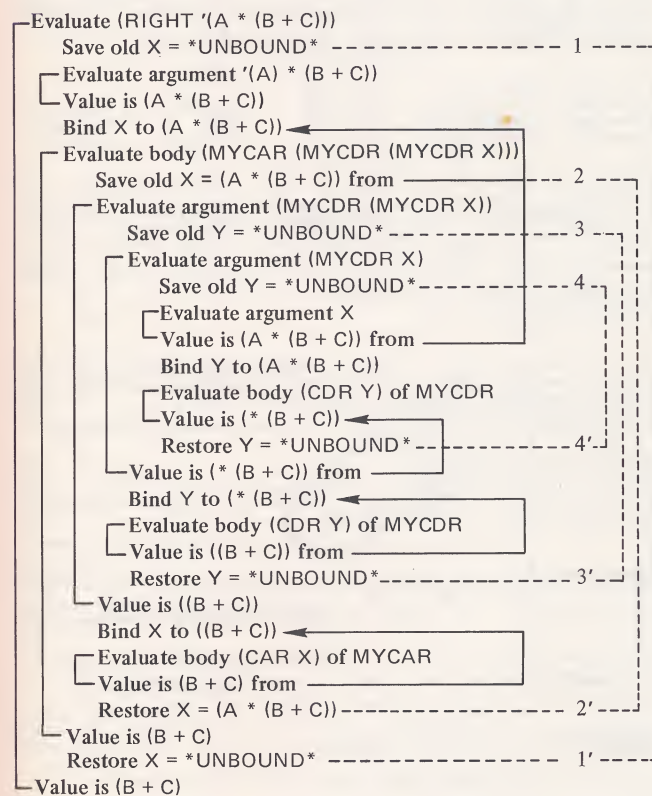 Evaluate (RIGHT '(A * (B + C)))
Save old X = *UNBOUND* 1
Evaluate argument '(A) * (B + C))
Value is (A * (B + C))
Bind X to (A * (B + C))
Evaluate body (MYCAR (MYCDR (MYCDR X)))
Save old X = (A * (B + C)) from 2
Evaluate argument (MYCDR (MYCDR X))
Save old Y = *UNBOUND* 3
Evaluate argument (MYCDR X)
Save old Y = *UNBOUND* 4
Evaluate argument X
Value is (A * (B + C)) from
Bind Y to (A * (B + C))
Evaluate body (CDR Y) of MYCDR
Value is (* (B + C))
Restore Y = *UNBOUND* 4'
Value is (* (B + C)) from
Bind Y to (* (B + C))
Evaluate body (CDR Y) of MYCDR
Value is ((B + C)) from
Restore Y = *UNBOUND* 3'
Value is ((B + C))
Bind X to ((B + C))
Evaluate body (CAR X) of MYCAR
Value is (B + C) from
Restore X = (A * (B + C)) 2'
Value is (B + C)
Restore X = *UNBOUND* 1'
Value is (B + C)